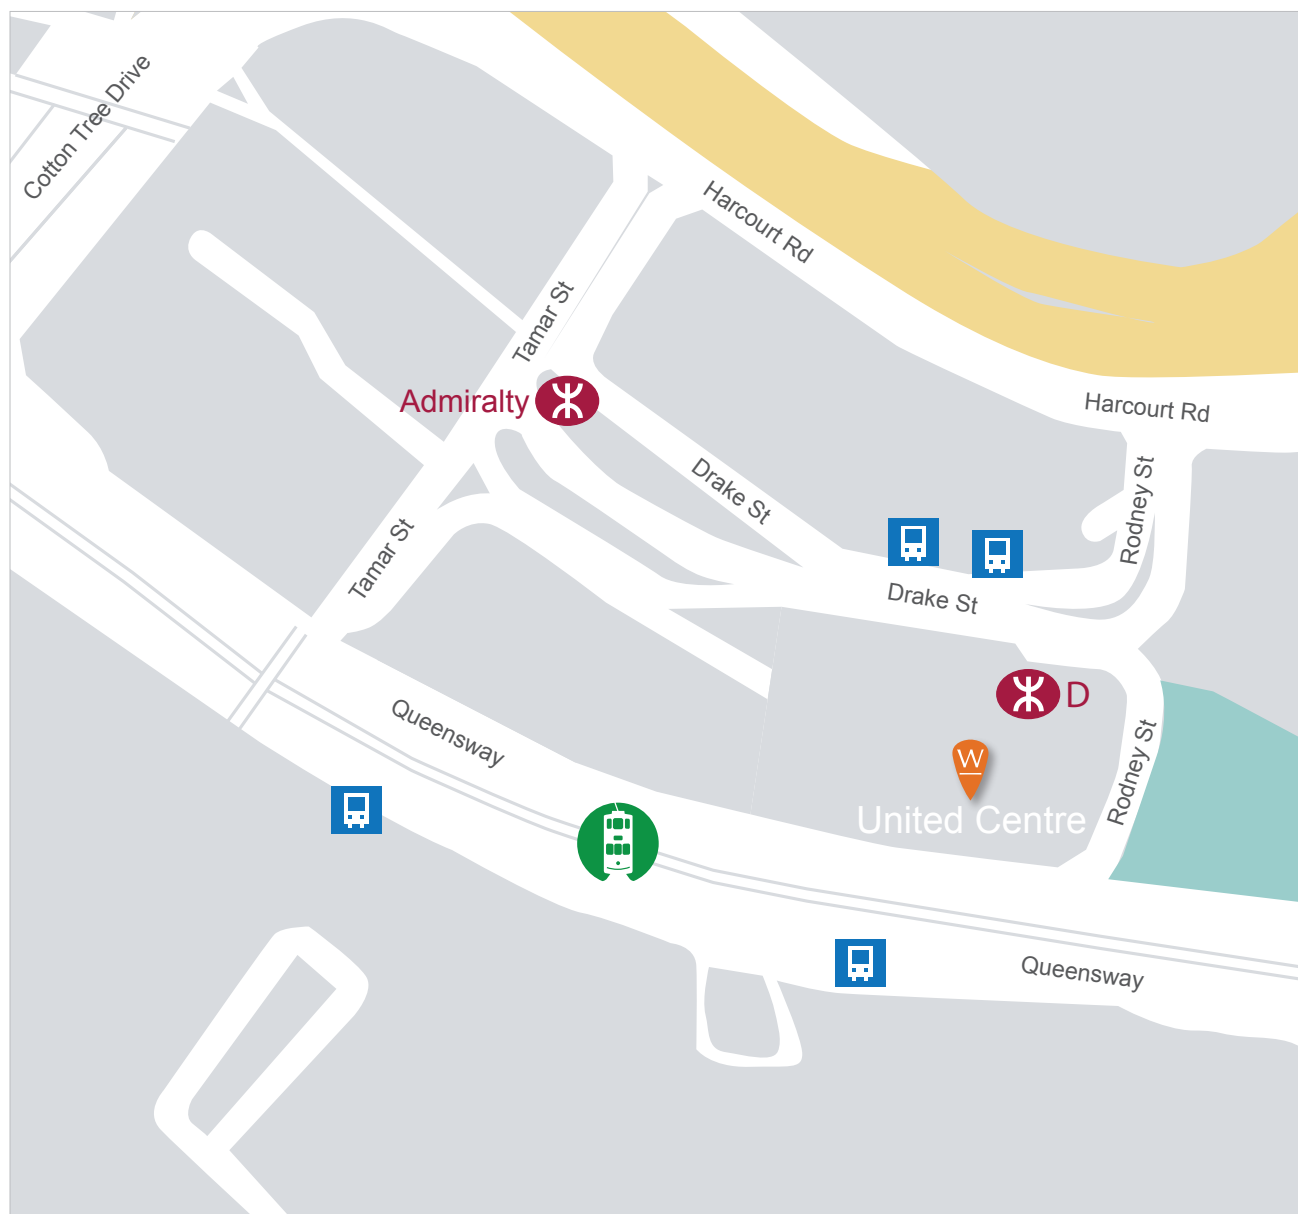 Cotton Tree Drive
Harcourt Rd
Tamar St
Admiralty
Harcourt Rd
Drake St
Rodney St
Tamar St
Drake St
D
Queensway
Rodney St
W
United Centre
Queensway